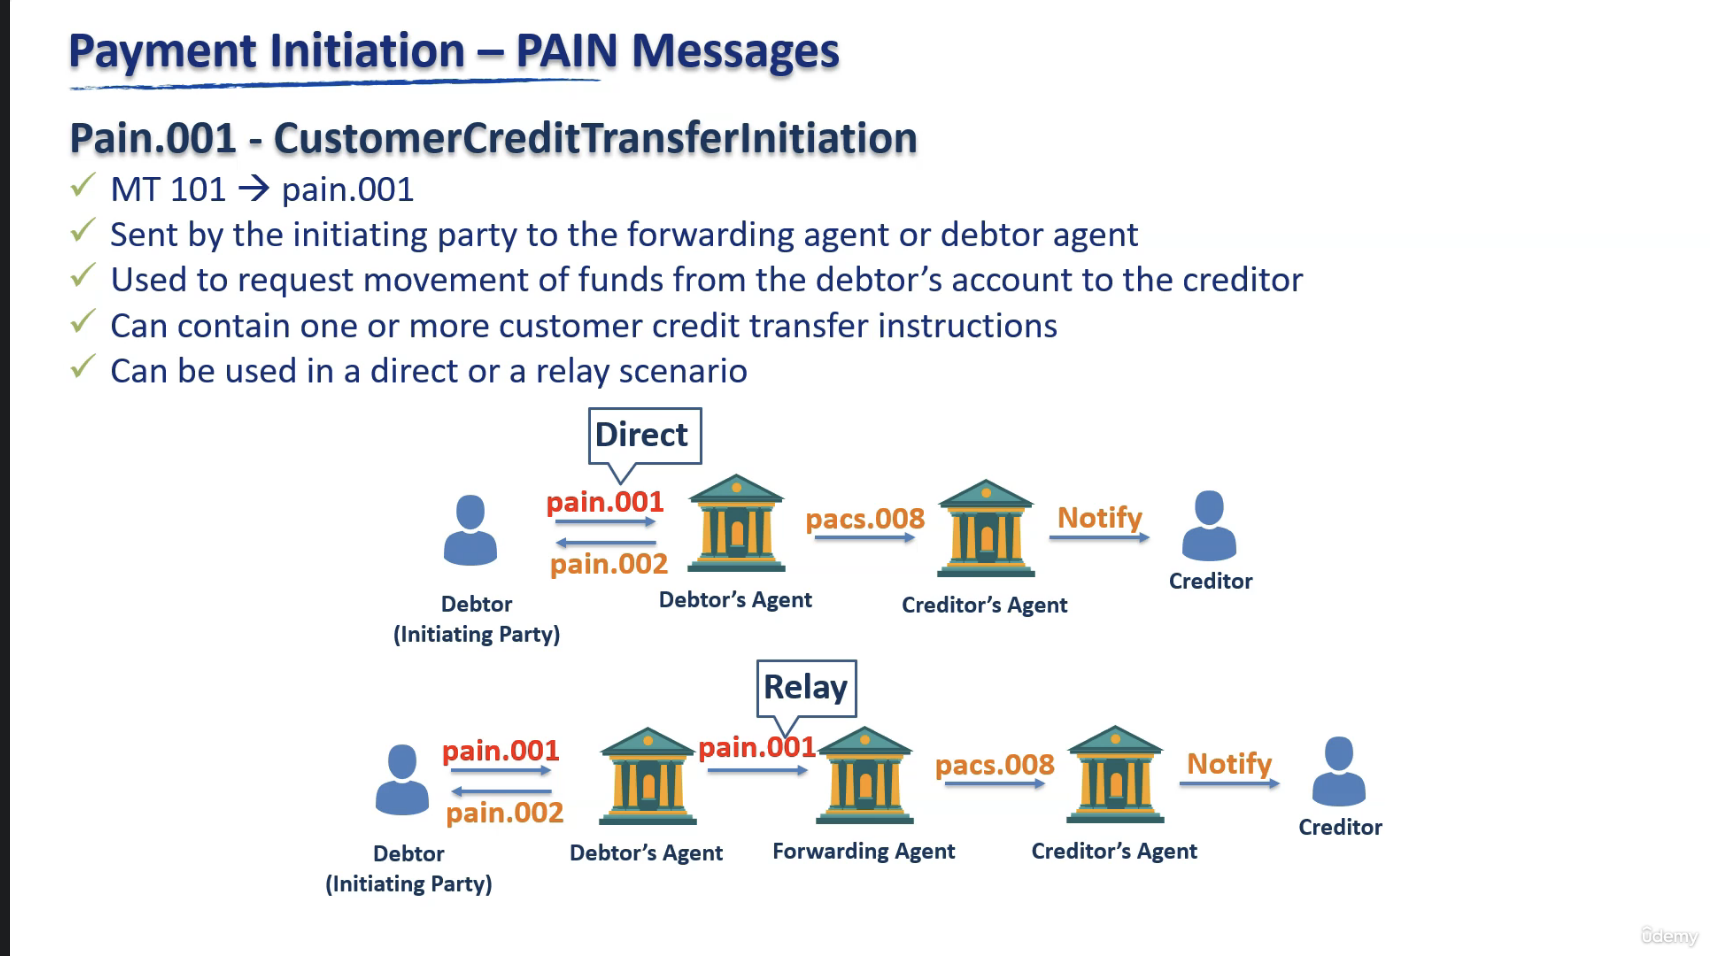 Payment Initiation – PAIN Messages
Pain.001 - CustomerCreditTransferInitiation
✓ MT 101 → pain.001
✓ Sent by the initiating party to the forwarding agent or debtor agent
✓ Used to request movement of funds from the debtor’s account to the creditor
✓ Can contain one or more customer credit transfer instructions
✓ Can be used in a direct or a relay scenario
Direct
pain.001
pacs.008
Notify
pain.002
Debtor
(Initiating Party)
Debtor’s Agent
Creditor’s Agent
Creditor
Relay
pain.001
pain.001
pacs.008
Notify
pain.002
Debtor
(Initiating Party)
Debtor’s Agent
Forwarding Agent
Creditor’s Agent
Creditor
ûdemy